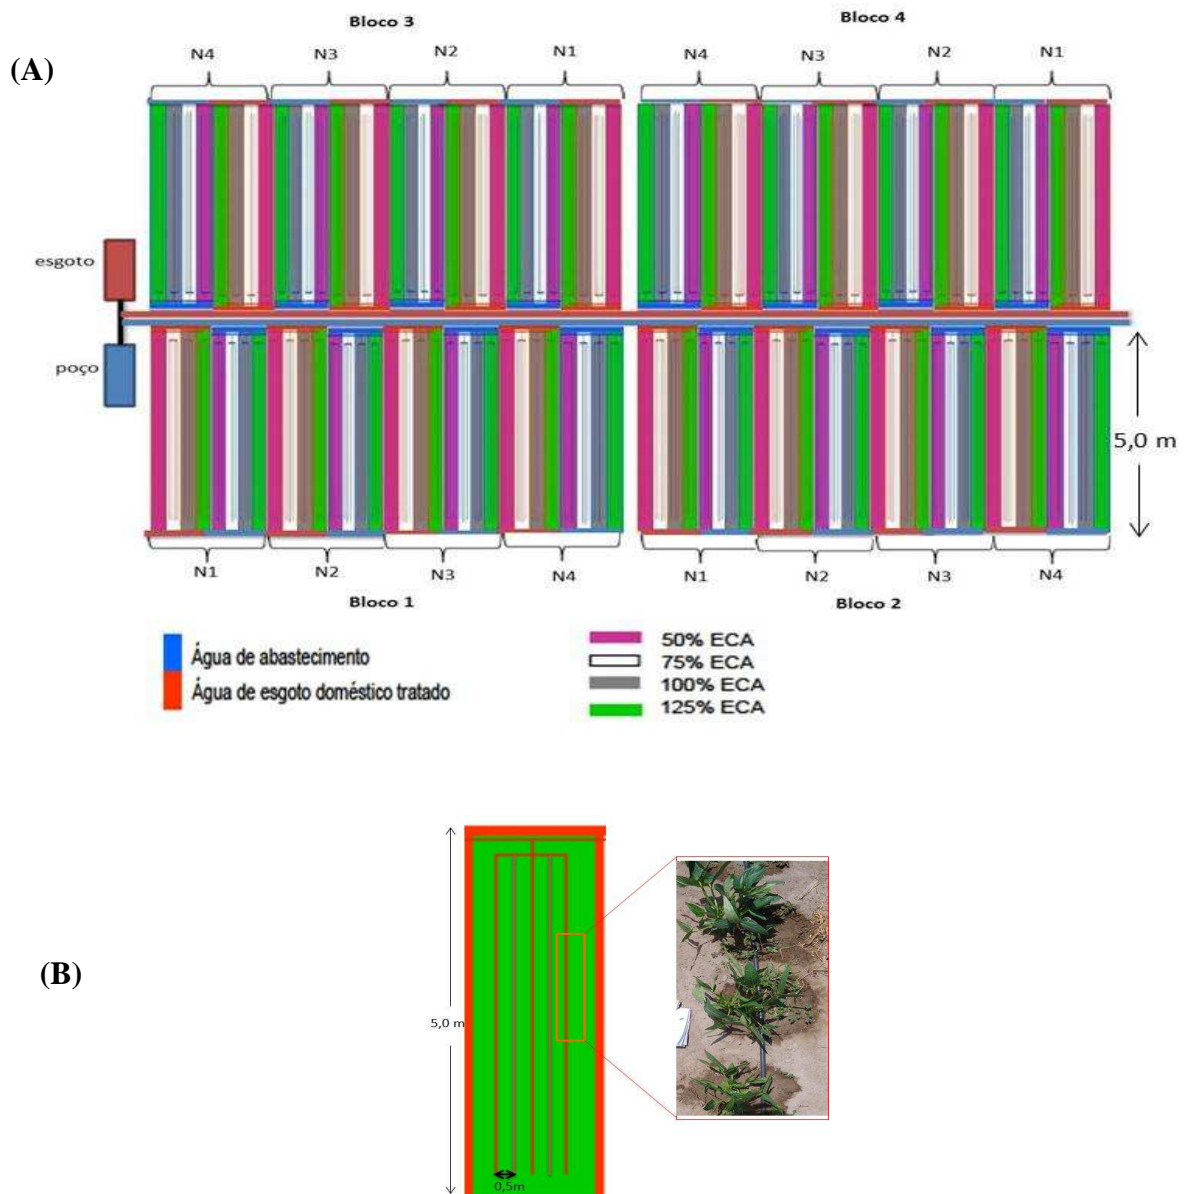 Bloco 3
Bloco 4
(A)
N4 N3 N2 N1 N4 N3 N2 N1
esgoto
poço
5,0 m
N1 N2 N3 N4 N1 N2 N3 N4
Bloco 1
Bloco 2
Água de abastecimento
Água de esgoto doméstico tratado
50% ECA
75% ECA
100% ECA
125% ECA
(B)
5,0 m
0,5m